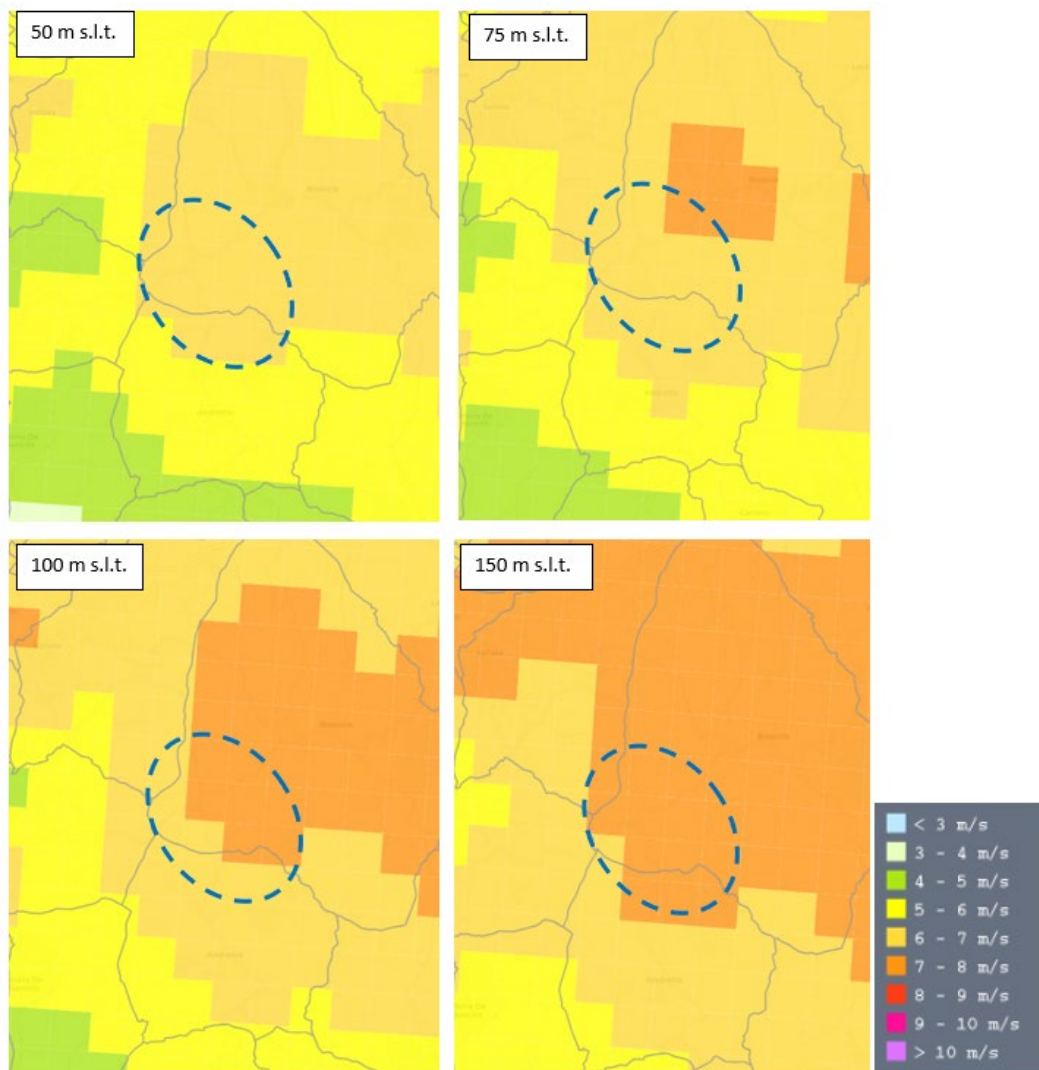 50 m s.l.t.
75 m s.l.t.
100 m s.l.t.
150 m s.l.t.
< 3 m/s
3 - 4 m/s
4 - 5 m/s
5 - 6 m/s
6 - 7 m/s
7 - 8 m/s
8 - 9 m/s
9 - 10 m/s
> 10 m/s